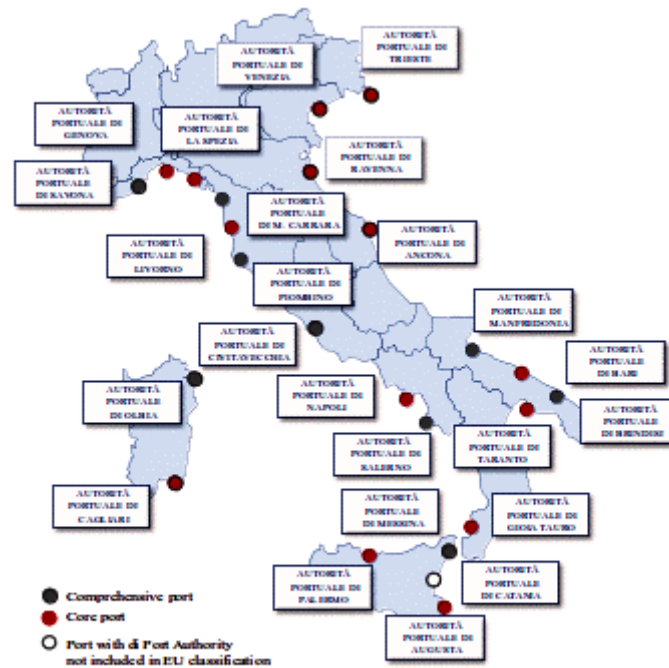 AUTORITÀ
PORTUALE DI
VENEZIA
AUTORITÀ
PORTUALE DI
TRIESTE
AUTORITÀ
PORTUALE DI
GENOVA
AUTORITÀ
PORTUALE DI
LA SPEZIA
AUTORITÀ
PORTUALE DI
RAVENNA
AUTORITÀ
PORTUALE
DI SAVONA
AUTORITÀ
PORTUALE
DI M. CARRARA
AUTORITÀ
PORTUALE DI
ANCONA
AUTORITÀ
PORTUALE
DI LIVORNO
AUTORITÀ
PORTUALE DI
PIOMBINO
AUTORITÀ
PORTUALE DI
MANFREDONIA
AUTORITÀ
PORTUALE DI
CIVITAVECCHIA
AUTORITÀ
PORTUALE
DI BARI
AUTORITÀ
PORTUALE
DI OLBIA
AUTORITÀ
PORTUALE DI
NAPOLI
AUTORITÀ
PORTUALE
DI BRINDISI
AUTORITÀ
PORTUALE DI
SALERNO
AUTORITÀ
PORTUALE DI
TARANTO
AUTORITÀ
PORTUALE DI
CAGLIARI
AUTORITÀ
PORTUALE
DI MESSINA
AUTORITÀ
PORTUALE DI
GIOIA TAURO
AUTORITÀ
PORTUALE DI
PALERMO
AUTORITÀ
PORTUALE
DI CATANIA
AUTORITÀ
PORTUALE DI
AUGUSTA
Comprehensive port
Core port
Port with di Port Authority
not included in EU classification